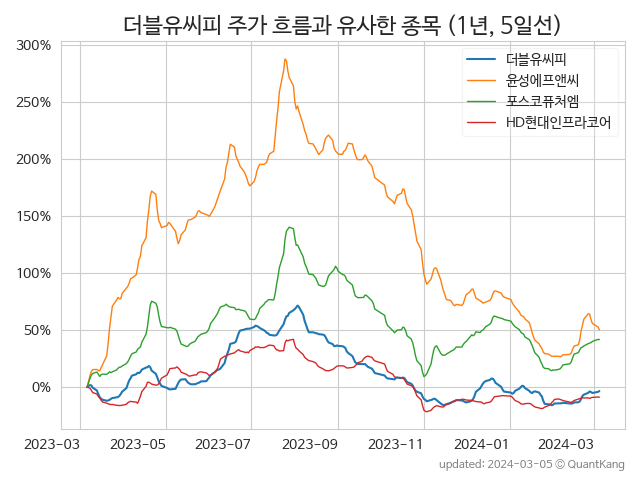 더블유씨피 주가 흐름과 유사한 종목 (1년, 5일선)
300%
250%
200%
150%
100%
50%
0%
더블유씨피
윤성에프앤씨
포스코퓨처엠
HD현대인프라코어
2023-03
2023-05
2023-07
2023-09
2023-11
2024-01
2024-03
updated: 2024-03-05 © QuantKang